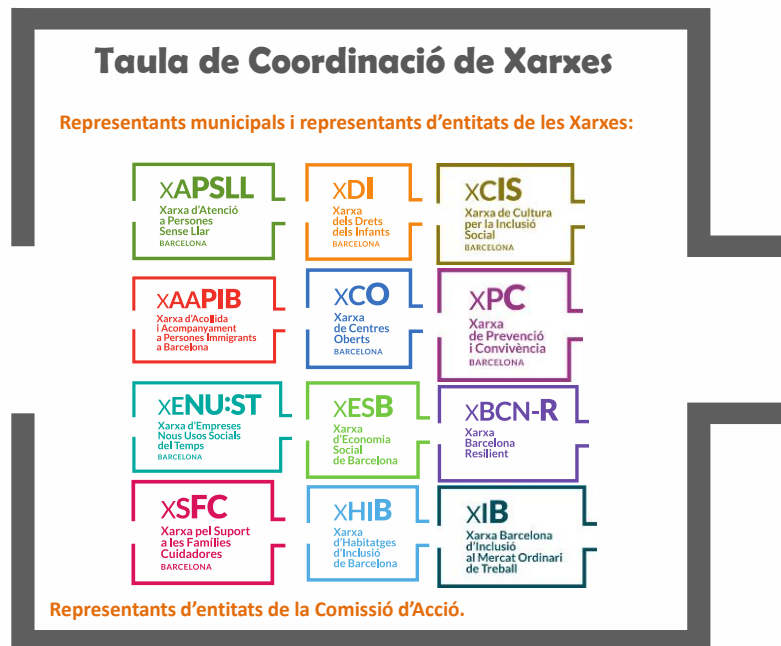 Taula de Coordinació de Xarxes
Representants municipals i representants d'entitats de les Xarxes:
xAPSLL
Xarxa d'Atenció
a Persones
Sense Llar
BARCELONA
xDI
Xarxa
dels Drets
dels Infants
BARCELONA
xCIS
Xarxa de Cultura
per la Inclusió
Social
BARCELONA
xAAPIB
Xarxa d'Acollida
i Acompanyament
a Persones Immigrants
a Barcelona
xCO
Xarxa
de Centres
Oberts
BARCELONA
xPC
Xarxa
de Prevenció
i Convivència
BARCELONA
xENU:ST
Xarxa d'Empreses
Nous Usos Socials
del Temps
BARCELONA
xESB
Xarxa
d'Economia
Social
de Barcelona
xBCN-R
Xarxa
Barcelona
Resilient
xSFC
Xarxa pel Suport
a les Famílies
Cuidadores
BARCELONA
xHIB
Xarxa
d'Habitatges
d'Inclusió
de Barcelona
xIB
Xarxa Barcelona
d'Inclusió
al Mercat Ordinari
de Treball
Representants d'entitats de la Comissió d'Acció.